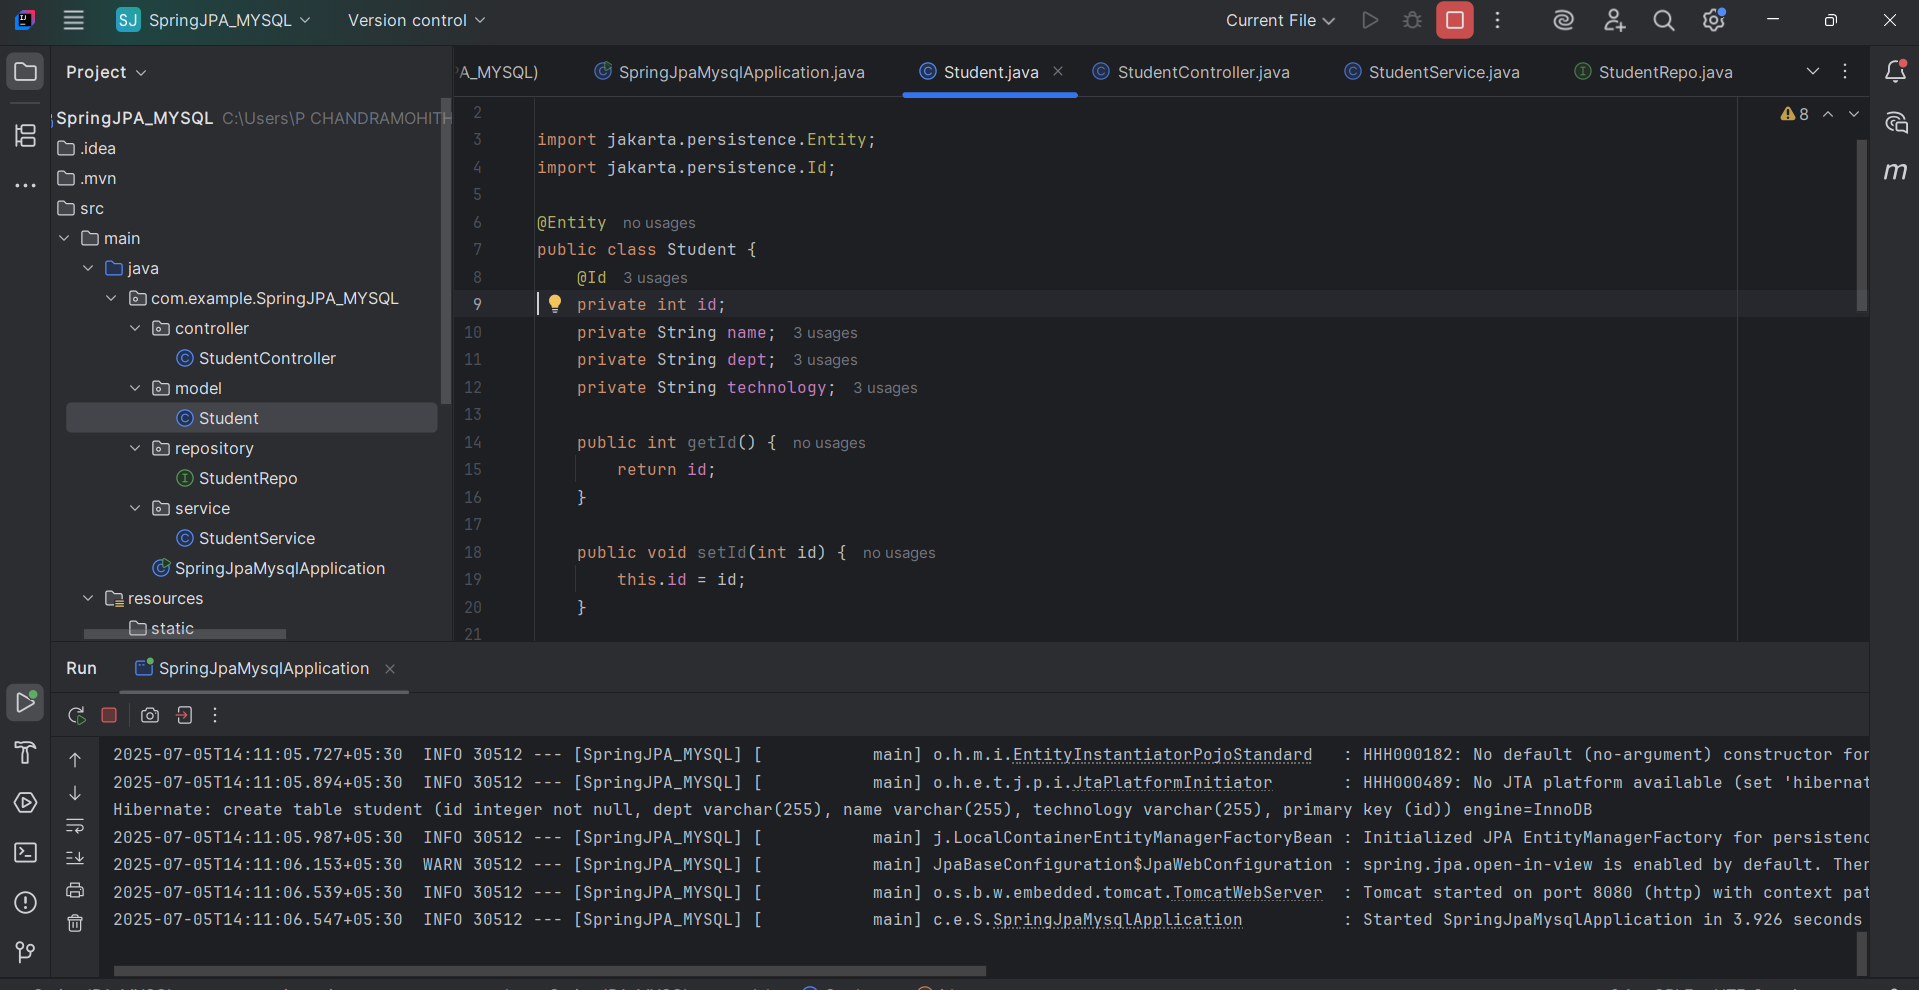 SJ SpringJPA_MYSQL Version control Current File
Project
SpringJPA_MYSQL C:\Users\P CHANDRAMOHITH
.idea
.mvn
src
main
java
com.example.SpringJPA_MYSQL
controller
StudentController
model
Student
repository
StudentRepo
service
StudentService
SpringJpaMysqlApplication
resources
static
A_MYSQL) SpringJpaMysqlApplication.java Student.java StudentController.java StudentService.java StudentRepo.java
8
2
3 import jakarta.persistence.Entity;
4 import jakarta.persistence.Id;
5
6 @Entity no usages
7 public class Student {
8 @Id 3 usages
9 private int id;
10 private String name; 3 usages
11 private String dept; 3 usages
12 private String technology; 3 usages
13
14 public int getId() { no usages
15 return id;
16 }
17
18 public void setId(int id) { no usages
19 this.id = id;
20 }
21
m
Run SpringJpaMysqlApplication
2025-07-05T14:11:05.727+05:30 INFO 30512 --- [SpringJPA_MYSQL] [ main] o.h.m.i.EntityInstantiatorPojoStandard : HHH000182: No default (no-argument) constructor for
2025-07-05T14:11:05.894+05:30 INFO 30512 --- [SpringJPA_MYSQL] [ main] o.h.e.t.j.p.i.JtaPlatformInitiator : HHH000489: No JTA platform available (set 'hibernat
Hibernate: create table student (id integer not null, dept varchar(255), name varchar(255), technology varchar(255), primary key (id)) engine=InnoDB
2025-07-05T14:11:05.987+05:30 INFO 30512 --- [SpringJPA_MYSQL] [ main] j.LocalContainerEntityManagerFactoryBean : Initialized JPA EntityManagerFactory for persistenc
2025-07-05T14:11:06.153+05:30 WARN 30512 --- [SpringJPA_MYSQL] [ main] JpaBaseConfiguration$JpaWebConfiguration : spring.jpa.open-in-view is enabled by default. Ther
2025-07-05T14:11:06.539+05:30 INFO 30512 --- [SpringJPA_MYSQL] [ main] o.s.b.w.embedded.tomcat.TomcatWebServer : Tomcat started on port 8080 (http) with context pat
2025-07-05T14:11:06.547+05:30 INFO 30512 --- [SpringJPA_MYSQL] [ main] c.e.S.SpringJpaMysqlApplication : Started SpringJpaMysqlApplication in 3.926 seconds